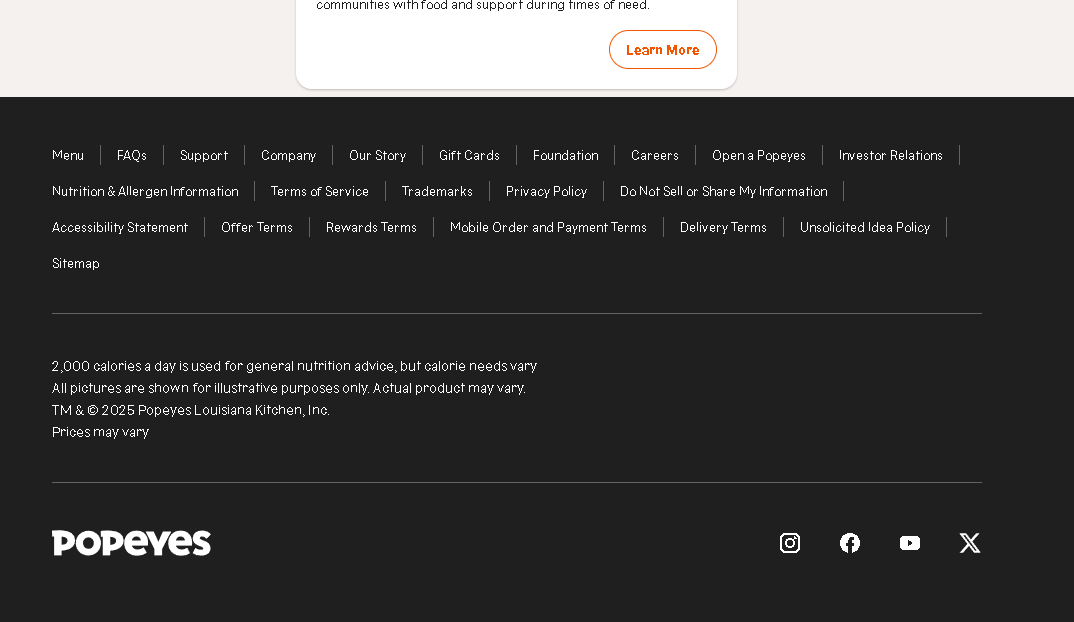 communities with food and support during times of need.
Learn More
Menu FAQs Support Company Our Story Gift Cards Foundation Careers Open a Popeyes Investor Relations
Nutrition & Allergen Information Terms of Service Trademarks Privacy Policy Do Not Sell or Share My Information
Accessibility Statement Offer Terms Rewards Terms Mobile Order and Payment Terms Delivery Terms Unsolicited Idea Policy
Sitemap
2,000 calories a day is used for general nutrition advice, but calorie needs vary
All pictures are shown for illustrative purposes only. Actual product may vary.
TM & © 2025 Popeyes Louisiana Kitchen, Inc.
Prices may vary
POPEYES